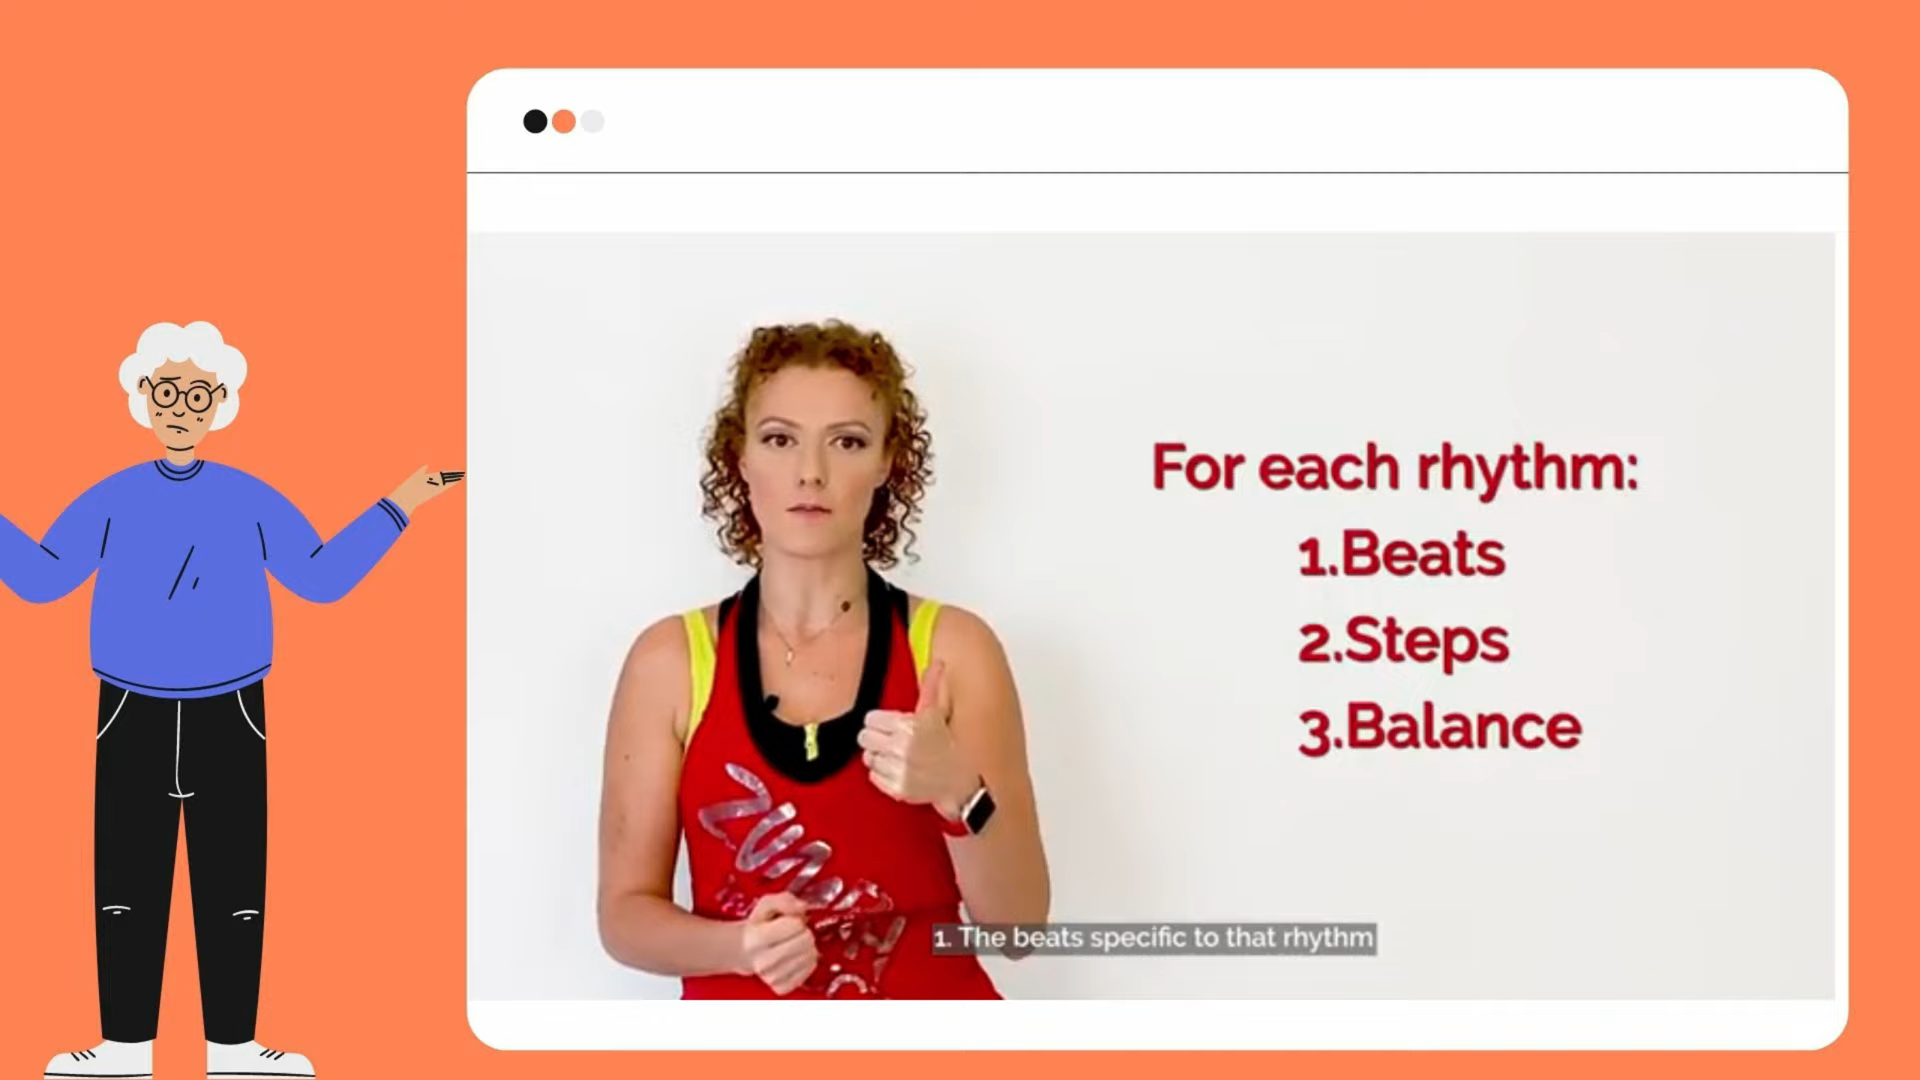 For each rhythm:
1.Beats
2.Steps
3.Balance
1. The beats specific to that rhythm